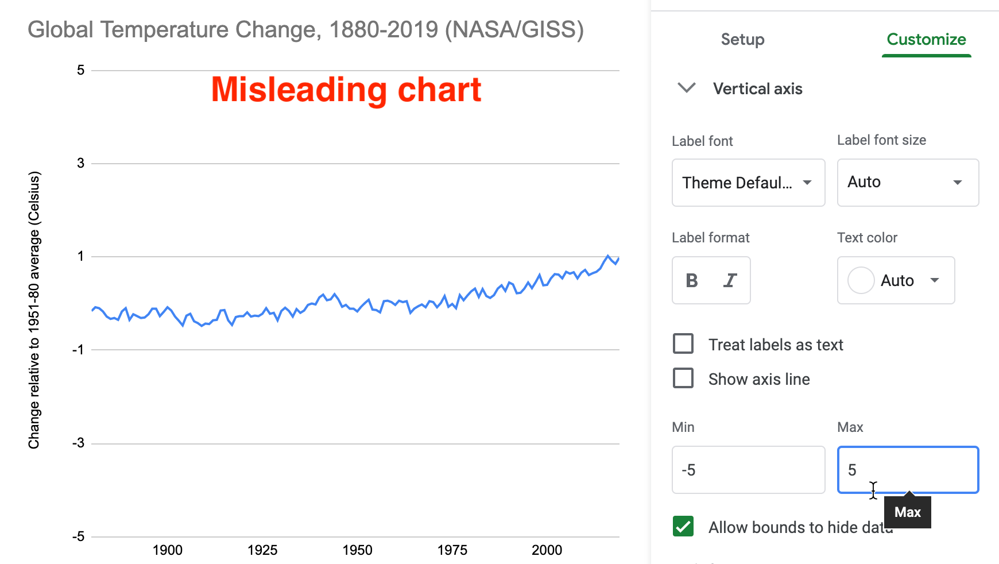 Global Temperature Change, 1880-2019 (NASA/GISS)
Misleading chart
Change relative to 1951-80 average (Celsius)
5
3
1
-1
-3
-5
1900 1925 1950 1975 2000
Setup Customize
Vertical axis
Label font Label font size
Theme Defaul... Auto
Label format Text color
B I Auto
Treat labels as text
Show axis line
Min Max
-5 5
Max
Allow bounds to hide data